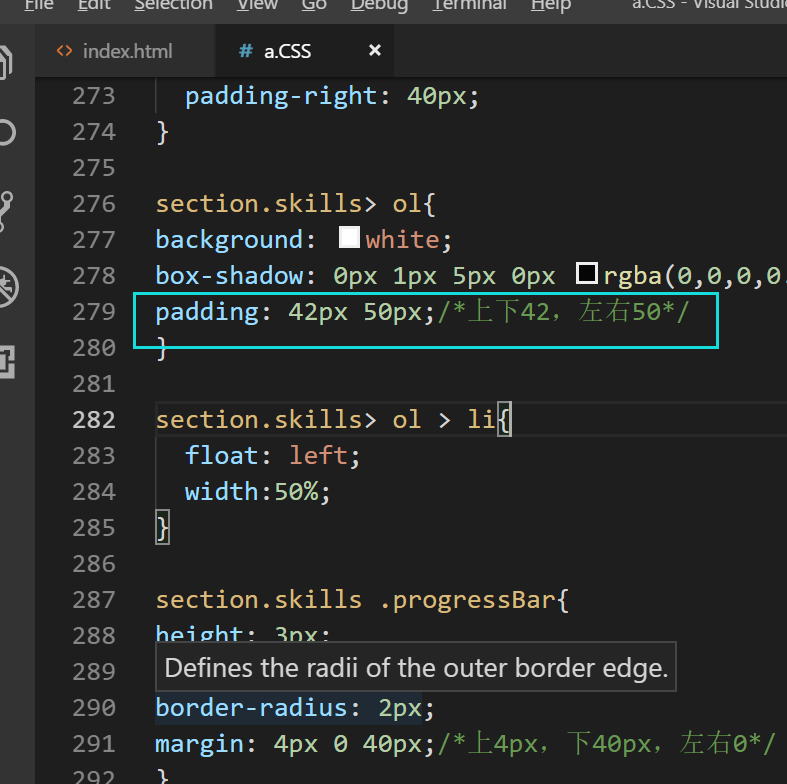 File Edit Selection View Go Debug Terminal Help a.CSS - Visual Studi
<> index.html # a.CSS ×
273 padding-right: 40px;
274 }
275
276 section.skills> ol{
277 background: white;
278 box-shadow: 0px 1px 5px 0px rgba(0,0,0,0.
279 padding: 42px 50px;/*上下42，左右50*/
280 }
281
282 section.skills> ol > li{
283 float: left;
284 width:50%;
285 }
286
287 section.skills .progressBar{
288 height: 3px;
289 Defines the radii of the outer border edge.
290 border-radius: 2px;
291 margin: 4px 0 40px;/*上4px，下40px，左右0*/
292 }